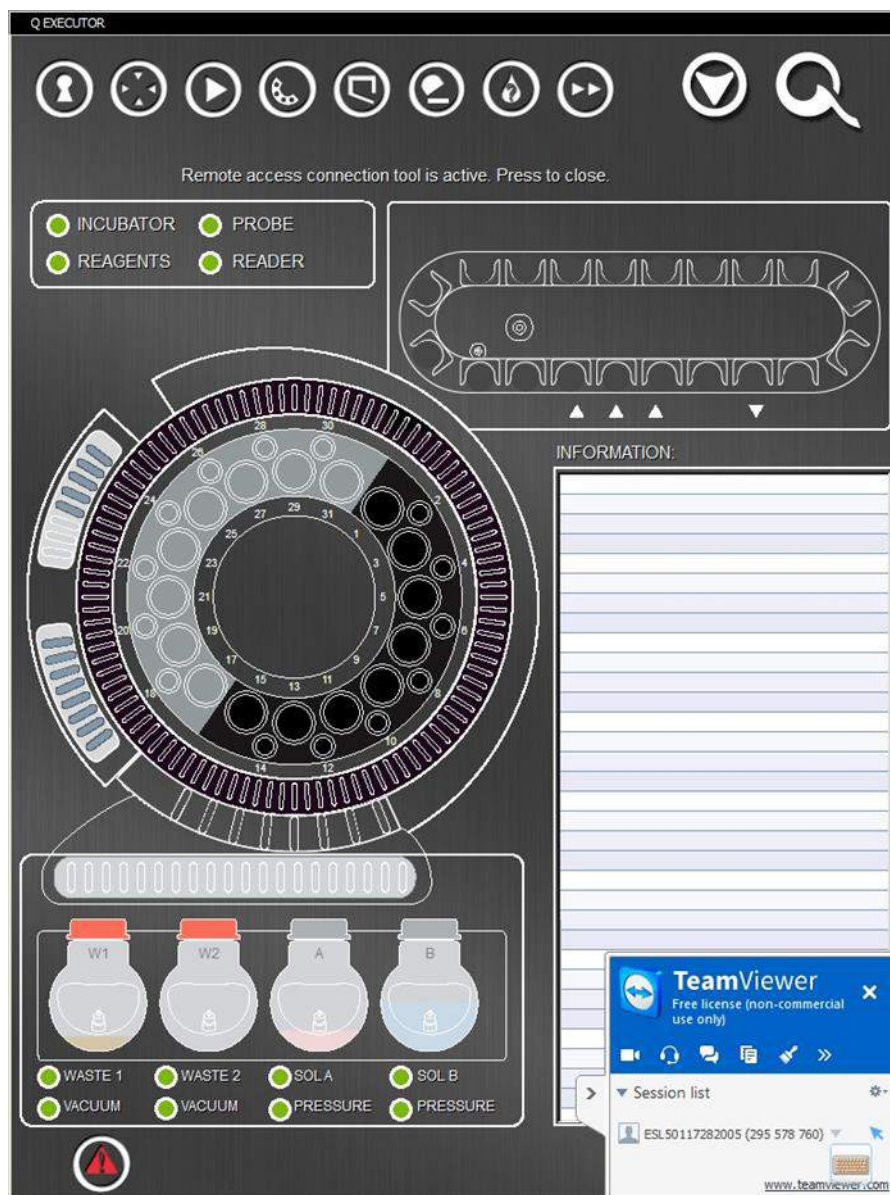 Q EXECUTOR
Remote access connection tool is active. Press to close.
INCUBATOR PROBE
REAGENTS READER
INFORMATION:
30
28
26
2
24
29
27 31
25 1
23 3 4
22
21 5
20 19 7 6
17 9
15 11
13
18 8
10
14 12
W1 W2 A B
TeamViewer
Free license (non-commercial
use only)
WASTE 1 WASTE 2 SOL A SOL B
VACUUM VACUUM PRESSURE PRESSURE
Session list
ESL50117282005 (295 578 760)
www.teamviewer.com